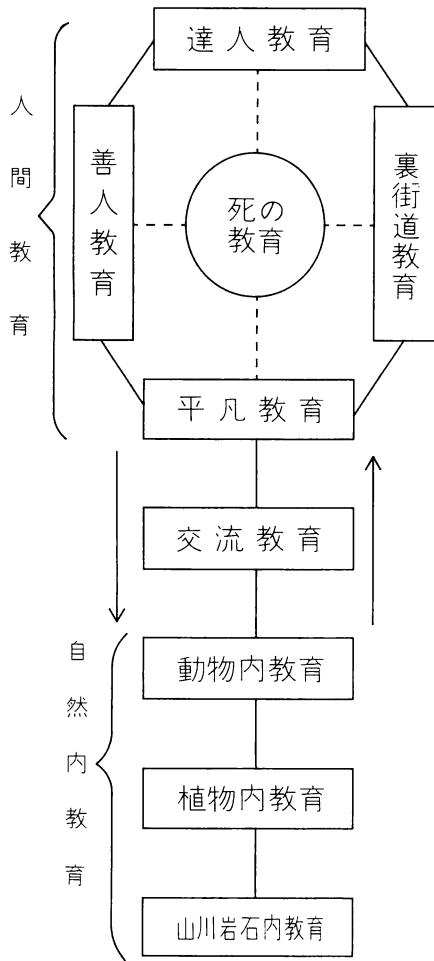 人間教育
達人教育
善人教育
死の
教育
裏街道教育
平凡教育
交流教育
自然内教育
動物内教育
植物内教育
山川岩石内教育